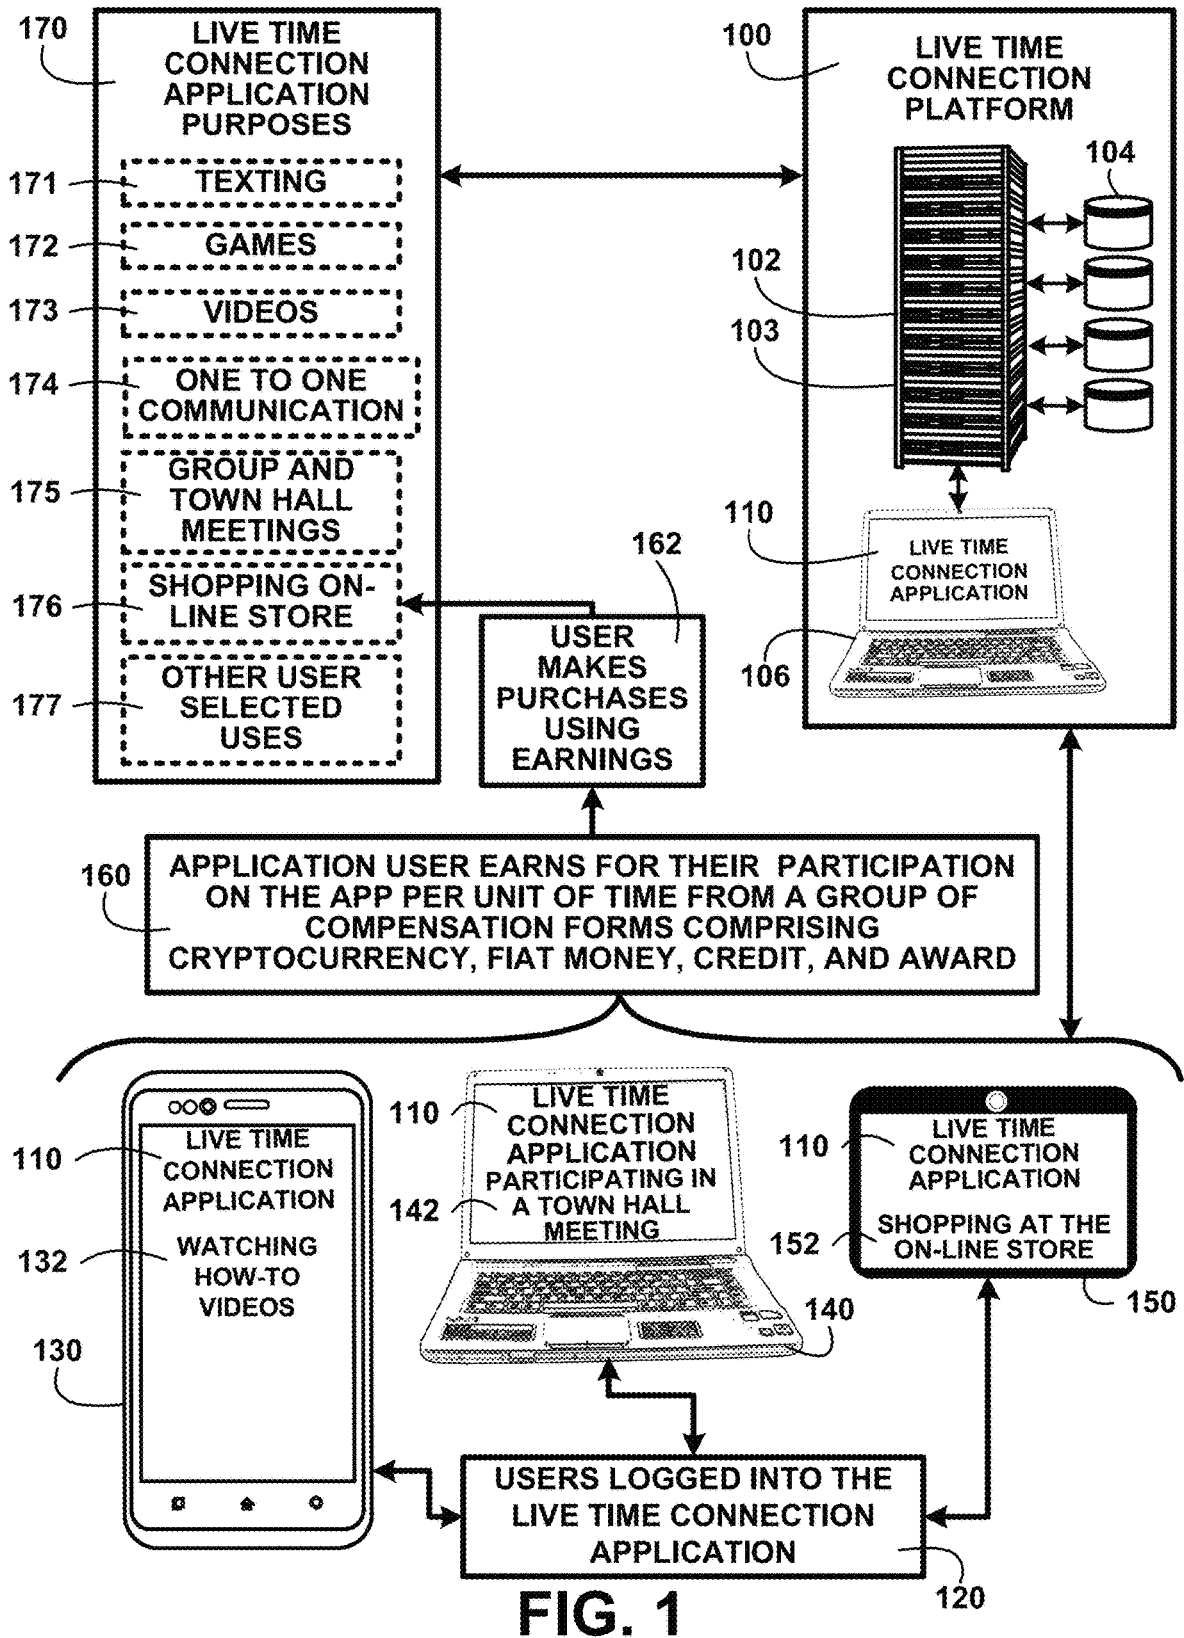 170
LIVE TIME
CONNECTION
APPLICATION
PURPOSES
171
TEXTING
172
GAMES
173
VIDEOS
174
ONE TO ONE
COMMUNICATION
175
GROUP AND
TOWN HALL
MEETINGS
176
SHOPPING ON-
LINE STORE
177
OTHER USER
SELECTED
USES
100
LIVE TIME
CONNECTION
PLATFORM
104
102
103
110
LIVE TIME
CONNECTION
APPLICATION
106
162
USER
MAKES
PURCHASES
USING
EARNINGS
160
APPLICATION USER EARNS FOR THEIR PARTICIPATION
ON THE APP PER UNIT OF TIME FROM A GROUP OF
COMPENSATION FORMS COMPRISING
CRYPTOCURRENCY, FIAT MONEY, CREDIT, AND AWARD
110
LIVE TIME
CONNECTION
APPLICATION
132
WATCHING
HOW-TO
VIDEOS
130
110
LIVE TIME
CONNECTION
APPLICATION
PARTICIPATING IN
142
A TOWN HALL
MEETING
140
110
LIVE TIME
CONNECTION
APPLICATION
152
SHOPPING AT THE
ON-LINE STORE
150
USERS LOGGED INTO THE
LIVE TIME CONNECTION
APPLICATION
120
FIG. 1